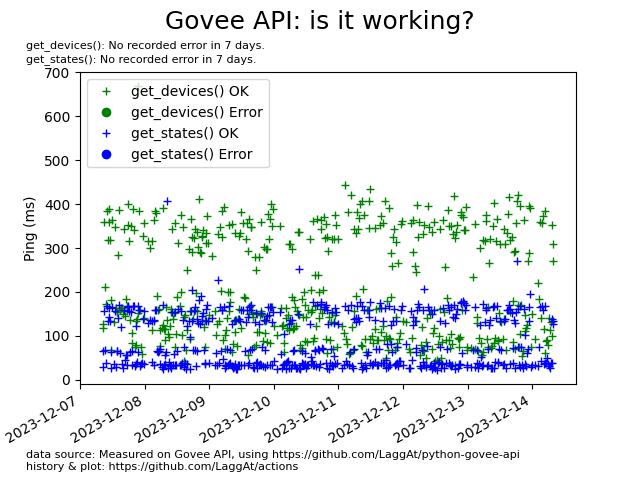 Govee API: is it working?
get_devices(): No recorded error in 7 days.
get_states(): No recorded error in 7 days.
700
600
500
400
300
200
100
0
Ping (ms)
get_devices() OK
get_devices() Error
get_states() OK
get_states() Error
2023-12-07
2023-12-08
2023-12-09
2023-12-10
2023-12-11
2023-12-12
2023-12-13
2023-12-14
data source: Measured on Govee API, using https://github.com/LaggAt/python-govee-api
history & plot: https://github.com/LaggAt/actions